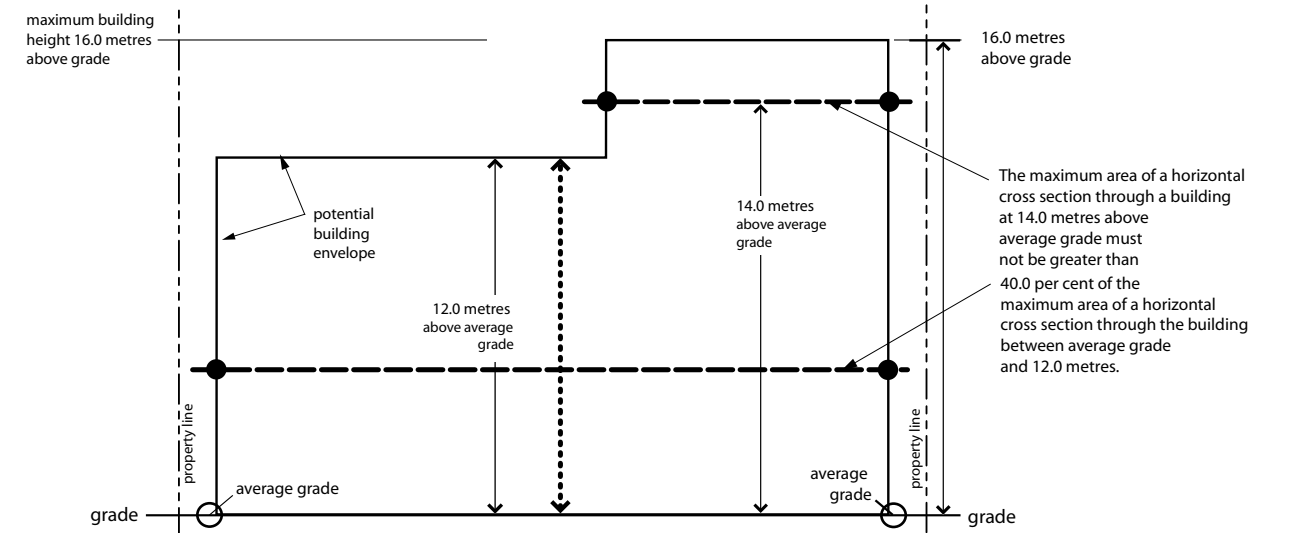 maximum building
height 16.0 metres
above grade
16.0 metres
above grade
The maximum area of a horizontal
cross section through a building
at 14.0 metres above
average grade must
not be greater than
40.0 per cent of the
maximum area of a horizontal
cross section through the building
between average grade
and 12.0 metres.
potential
building
envelope
14.0 metres
above average
grade
12.0 metres
above average
grade
property line
property line
average grade
average
grade
grade
grade